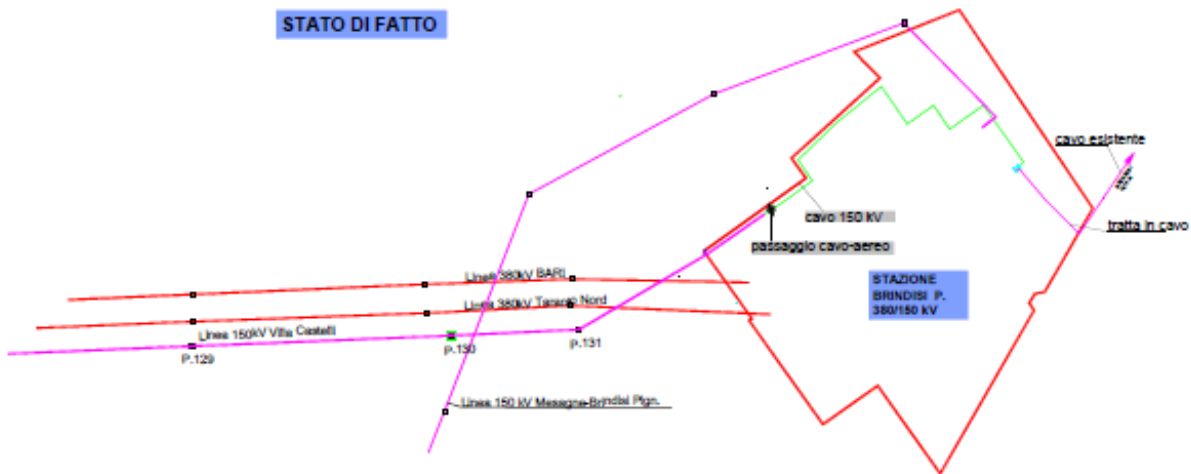 STATO DI FATTO
cavo esistente
cavo 150 kV
tratta in cavo
passaggio cavo-aereo
Linea 380kV BARI
STAZIONE
BRINDISI P.
380/150 kV
Linea 380kV Taranto Nord
Linea 150kV Villa Castelli
P.129
P.130
P.131
Linea 150 kV Mesagne-Brindisi Pign.